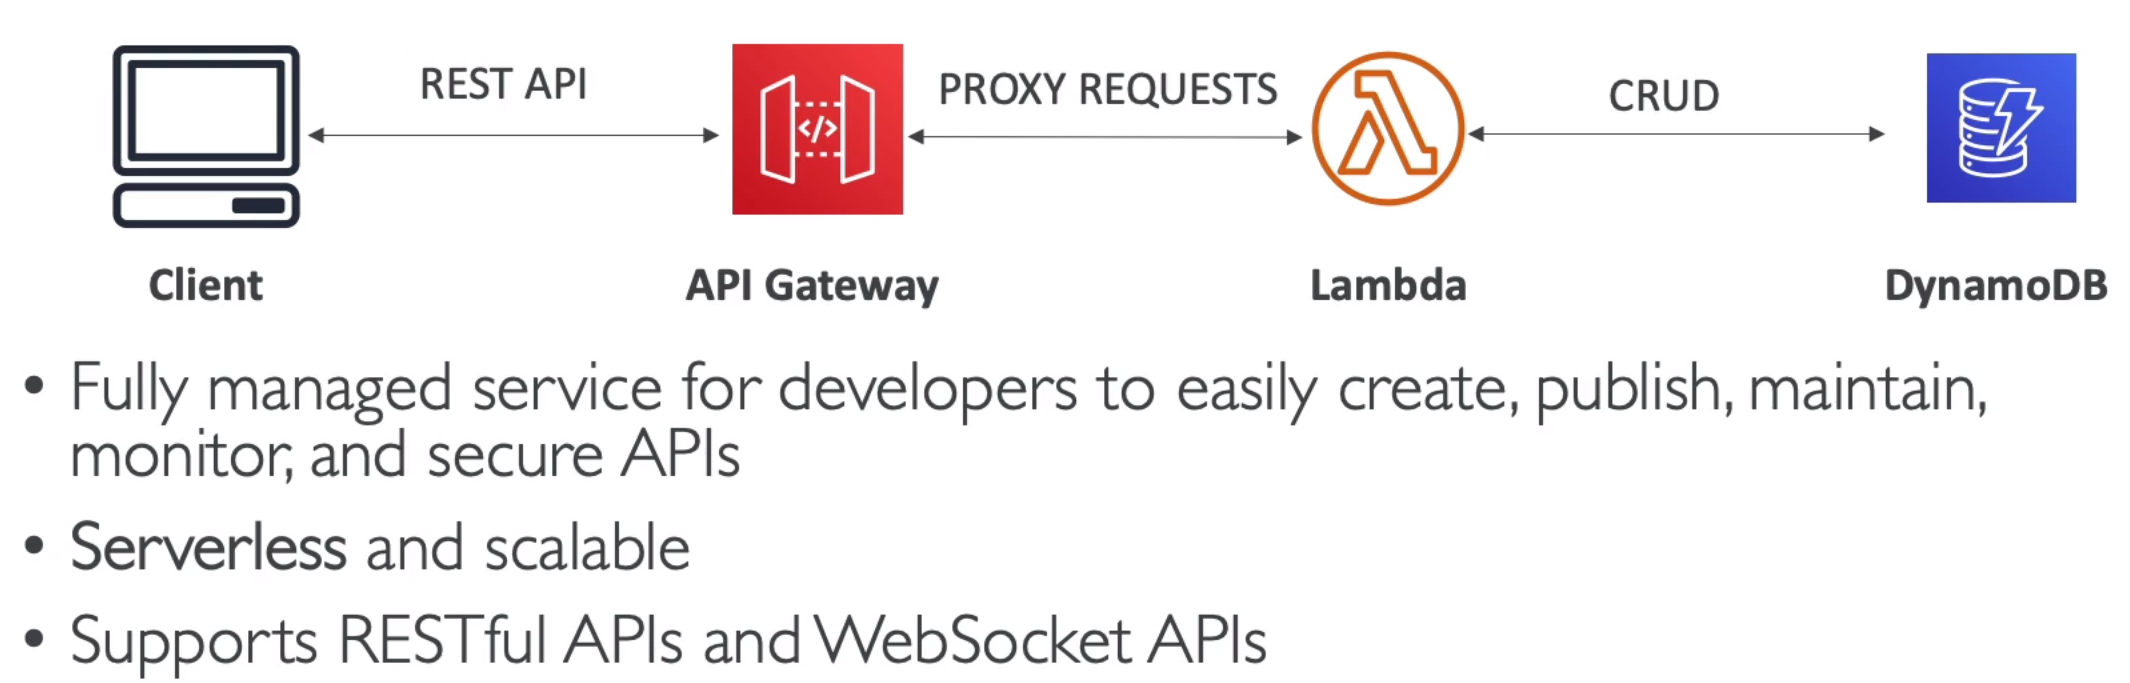 REST API
PROXY REQUESTS
CRUD
</>
Client
API Gateway
Lambda
DynamoDB
• Fully managed service for developers to easily create, publish, maintain,
monitor, and secure APIs
• Serverless and scalable
• Supports RESTful APIs and WebSocket APIs